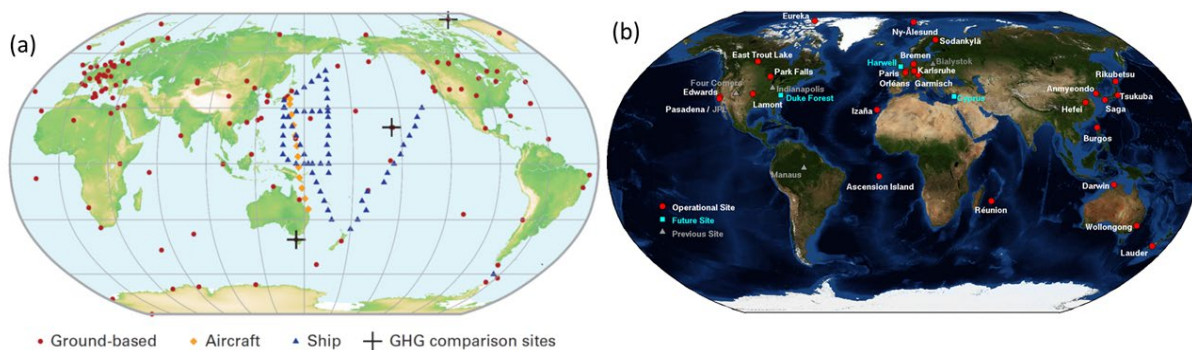 (a)
Ground-based
Aircraft
Ship
GHG comparison sites
(b)
Eureka
Ny-Ålesund
Sodankylä
East Trout Lake
Bremen
Harwell
Bialystok
Park Falls
Paris
Karlsruhe
Four Corners
Indianapolis
Orléans
Garmisch
Rikubetsu
Edwards
Lamont
Duke Forest
Cyprus
Anmyeondo
Tsukuba
Pasadena / JPL
Izaña
Hefei
Saga
Burgos
Manaus
Ascension Island
Darwin
Operational Site
Réunion
Future Site
Wollongong
Previous Site
Lauder